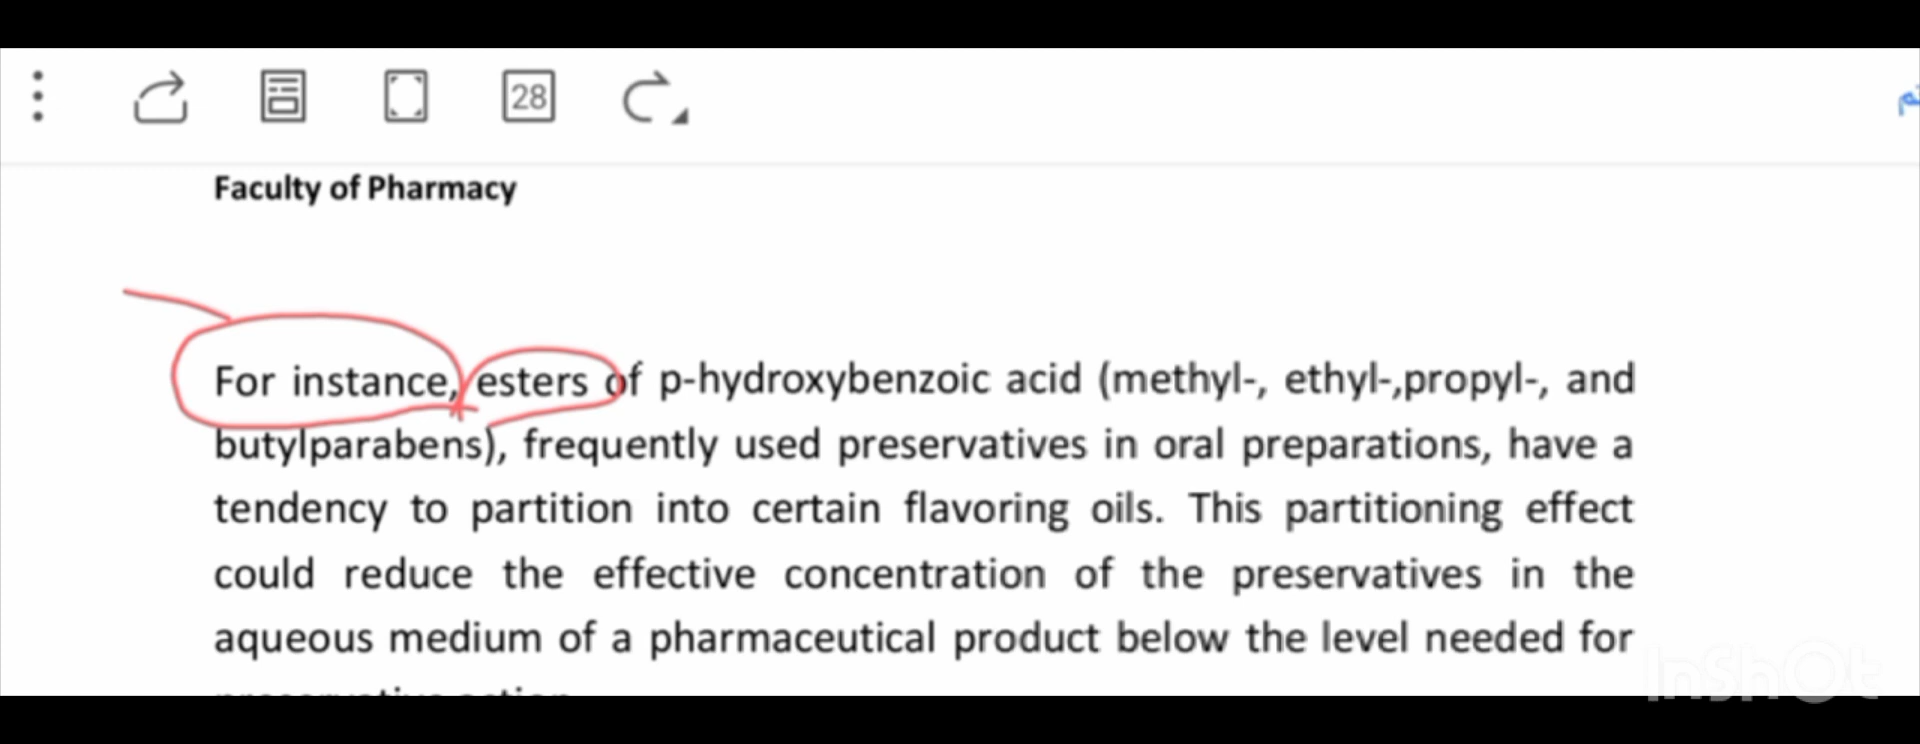 28
Faculty of Pharmacy
For instance, esters of p-hydroxybenzoic acid (methyl-, ethyl-,propyl-, and
butylparabens), frequently used preservatives in oral preparations, have a
tendency to partition into certain flavoring oils. This partitioning effect
could reduce the effective concentration of the preservatives in the
aqueous medium of a pharmaceutical product below the level needed for
InShOt